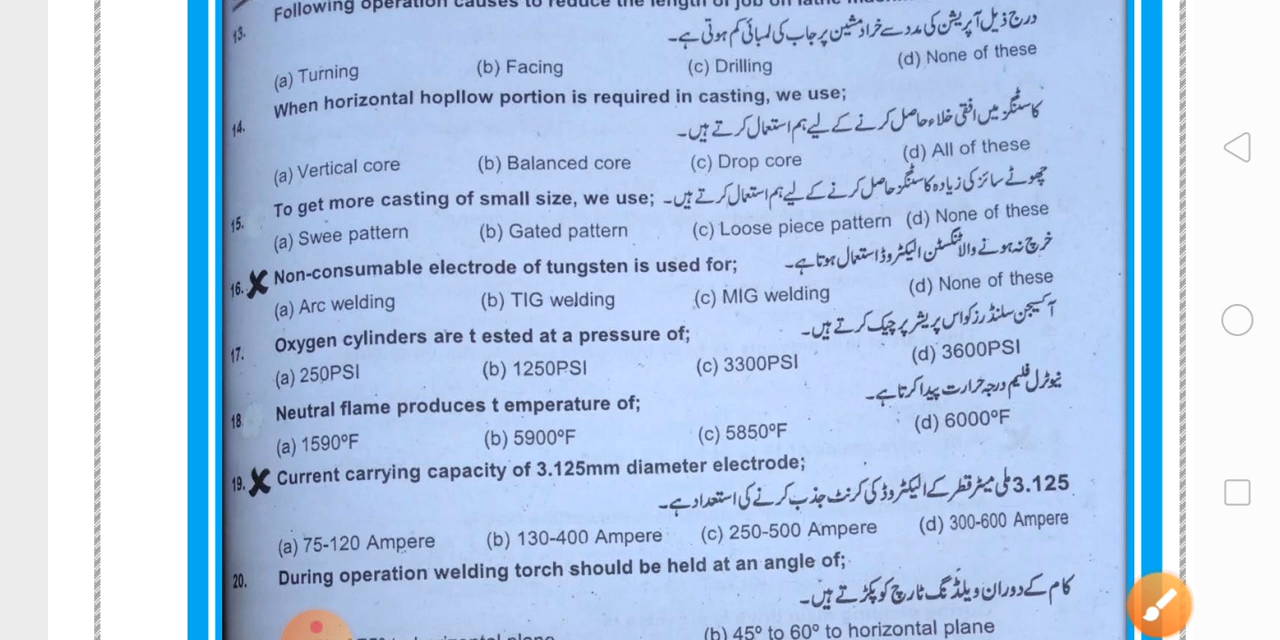 13. Following operation causes to reduce the length of job on lathe
درج ذیل آپریشن کی مدد سے خراد مشین پر جاب کی لمبائی کم ہوتی ہے۔
(a) Turning (b) Facing (c) Drilling (d) None of these
14. When horizontal hopllow portion is required in casting, we use;
کاسٹنگز میں افقی خلاء حاصل کرنے کے لیے ہم استعمال کرتے ہیں۔
(a) Vertical core (b) Balanced core (c) Drop core (d) All of these
15. To get more casting of small size, we use; چھوٹے سائز کی زیادہ کاسٹنگز حاصل کرنے کے لیے ہم استعمال کرتے ہیں۔
(a) Swee pattern (b) Gated pattern (c) Loose piece pattern (d) None of these
16. X Non-consumable electrode of tungsten is used for; خرچ نہ ہونے والا ٹنگسٹن الیکٹروڈ استعمال ہوتا ہے۔
(a) Arc welding (b) TIG welding (c) MIG welding (d) None of these
17. Oxygen cylinders are t ested at a pressure of; آکسیجن سلنڈرز کو اس پریشر پر چیک کرتے ہیں۔
(a) 250PSI (b) 1250PSI (c) 3300PSI (d) 3600PSI
18 Neutral flame produces t emperature of; نیوٹرل فلیم درجہ حرارت پیدا کرتا ہے۔
(a) 1590ºF (b) 5900ºF (c) 5850ºF (d) 6000ºF
19. X Current carrying capacity of 3.125mm diameter electrode;
3.125 ملی میٹر قطر کے الیکٹروڈ کی کرنٹ جذب کرنے کی استعداد ہے۔
(a) 75-120 Ampere (b) 130-400 Ampere (c) 250-500 Ampere (d) 300-600 Ampere
20. During operation welding torch should be held at an angle of;
کام کے دوران ویلڈنگ ٹارچ کو پکڑتے ہیں۔
(b) 45º to 60º to horizontal plane